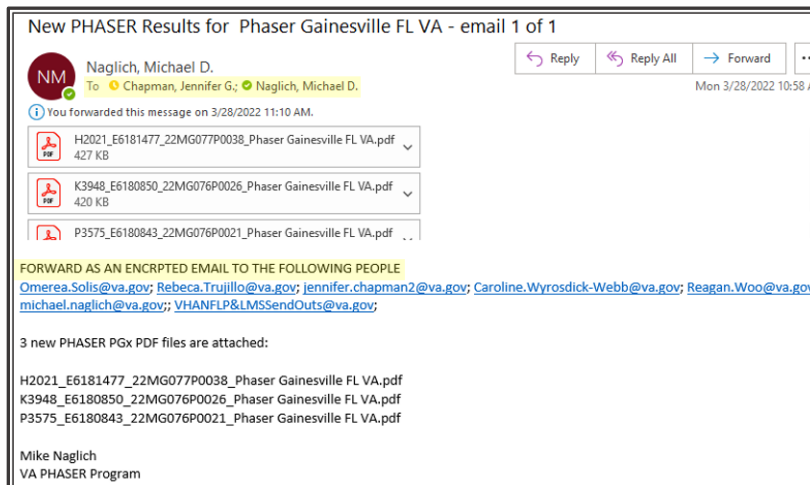 New PHASER Results for Phaser Gainesville FL VA - email 1 of 1
NM
Naglich, Michael D.
To Chapman, Jennifer G.; Naglich, Michael D.
Reply
Reply All
Forward
Mon 3/28/2022 10:58
You forwarded this message on 3/28/2022 11:10 AM.
PDF
H2021_E6181477_22MG077P0038_Phaser Gainesville FL VA.pdf
427 KB
PDF
K3948_E6180850_22MG076P0026_Phaser Gainesville FL VA.pdf
420 KB
P3575_E6180843_22MG076P0021_Phaser Gainesville FL VA.pdf
FORWARD AS AN ENCRPTED EMAIL TO THE FOLLOWING PEOPLE
Omerea.Solis@va.gov; Rebeca.Trujillo@va.gov; jennifer.chapman2@va.gov; Caroline.Wyrosdick-Webb@va.gov; Reagan.Woo@va.gov
michael.naglich@va.gov;; VHANFLP&LMSSendOuts@va.gov;
3 new PHASER PGx PDF files are attached:
H2021_E6181477_22MG077P0038_Phaser Gainesville FL VA.pdf
K3948_E6180850_22MG076P0026_Phaser Gainesville FL VA.pdf
P3575_E6180843_22MG076P0021_Phaser Gainesville FL VA.pdf
Mike Naglich
VA PHASER Program